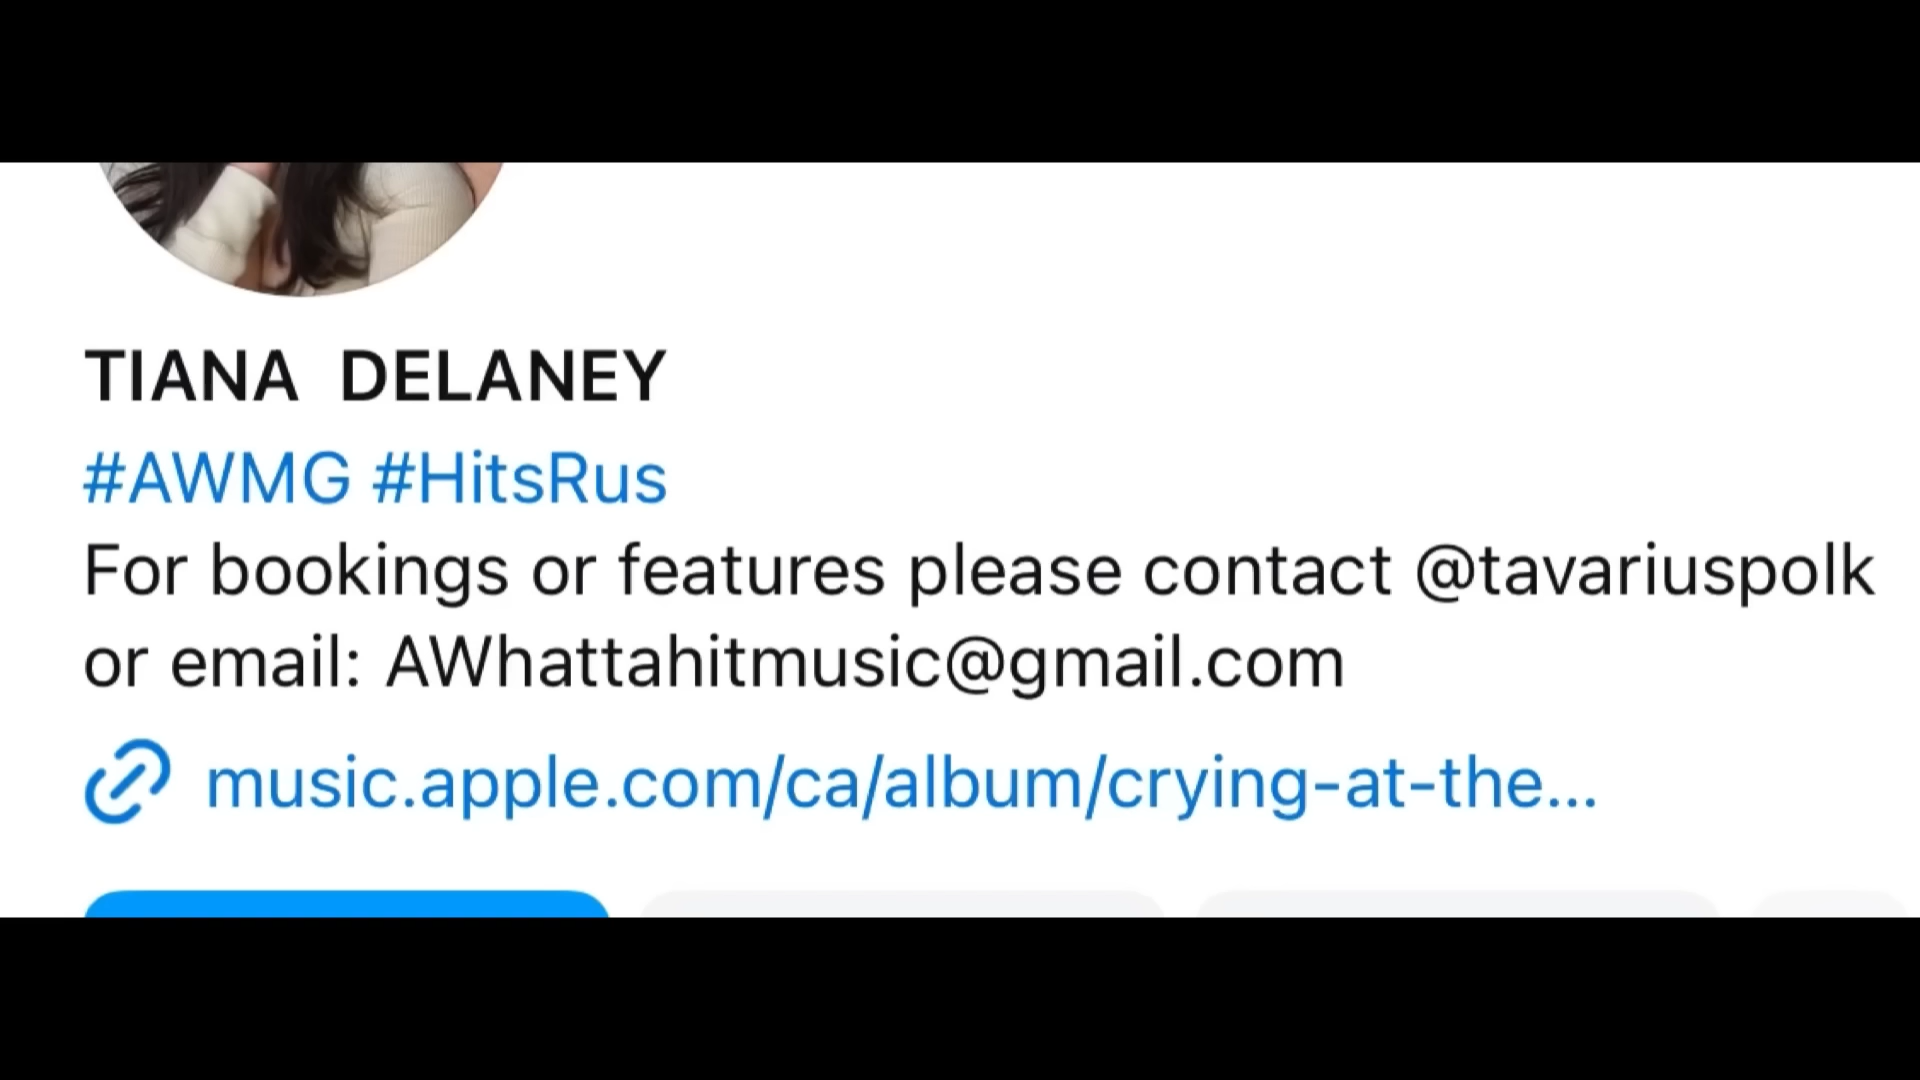 TIANA DELANEY
#AWMG #HitsRus
For bookings or features please contact @tavariuspolk
or email: AWhattahitmusic@gmail.com
music.apple.com/ca/album/crying-at-the...